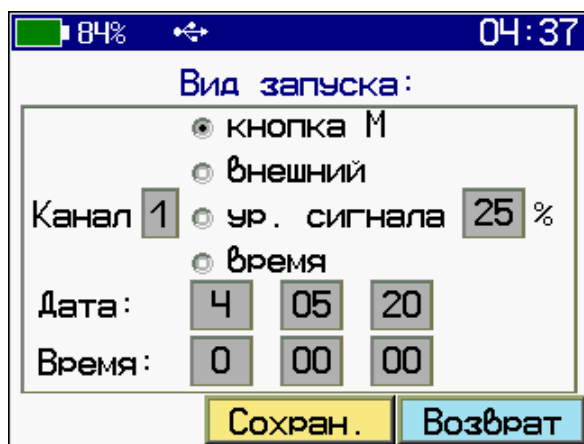 84% 04:37
Вид запуска:
кнопка М
внешний
Канал 1 ур. сигнала 25 %
время
Дата: 4 05 20
Время: 0 00 00
Сохран. Возврат